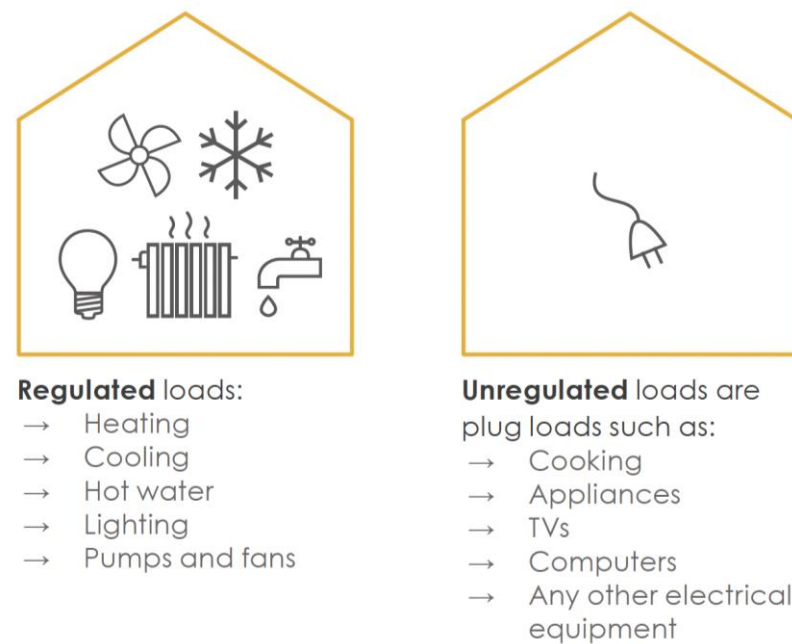 Regulated loads:
→ Heating
→ Cooling
→ Hot water
→ Lighting
→ Pumps and fans
Unregulated loads are
plug loads such as:
→ Cooking
→ Appliances
→ TVs
→ Computers
→ Any other electrical
equipment